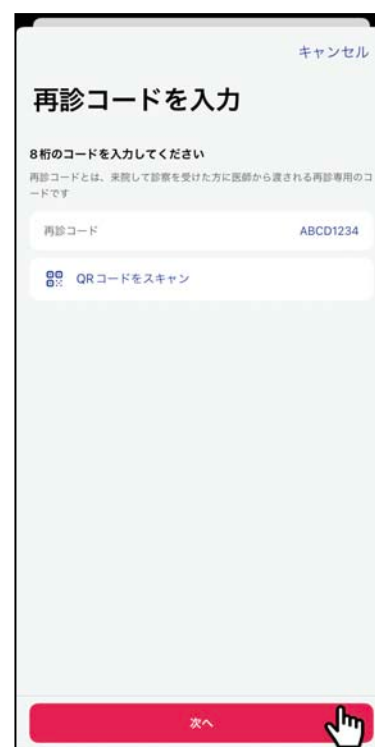 キャンセル
再診コードを入力
8桁のコードを入力してください
再診コードとは、来院して診察を受けた方に医師から渡される再診専用のコ
ードです
再診コード ABCD1234
QRコードをスキャン
次へ